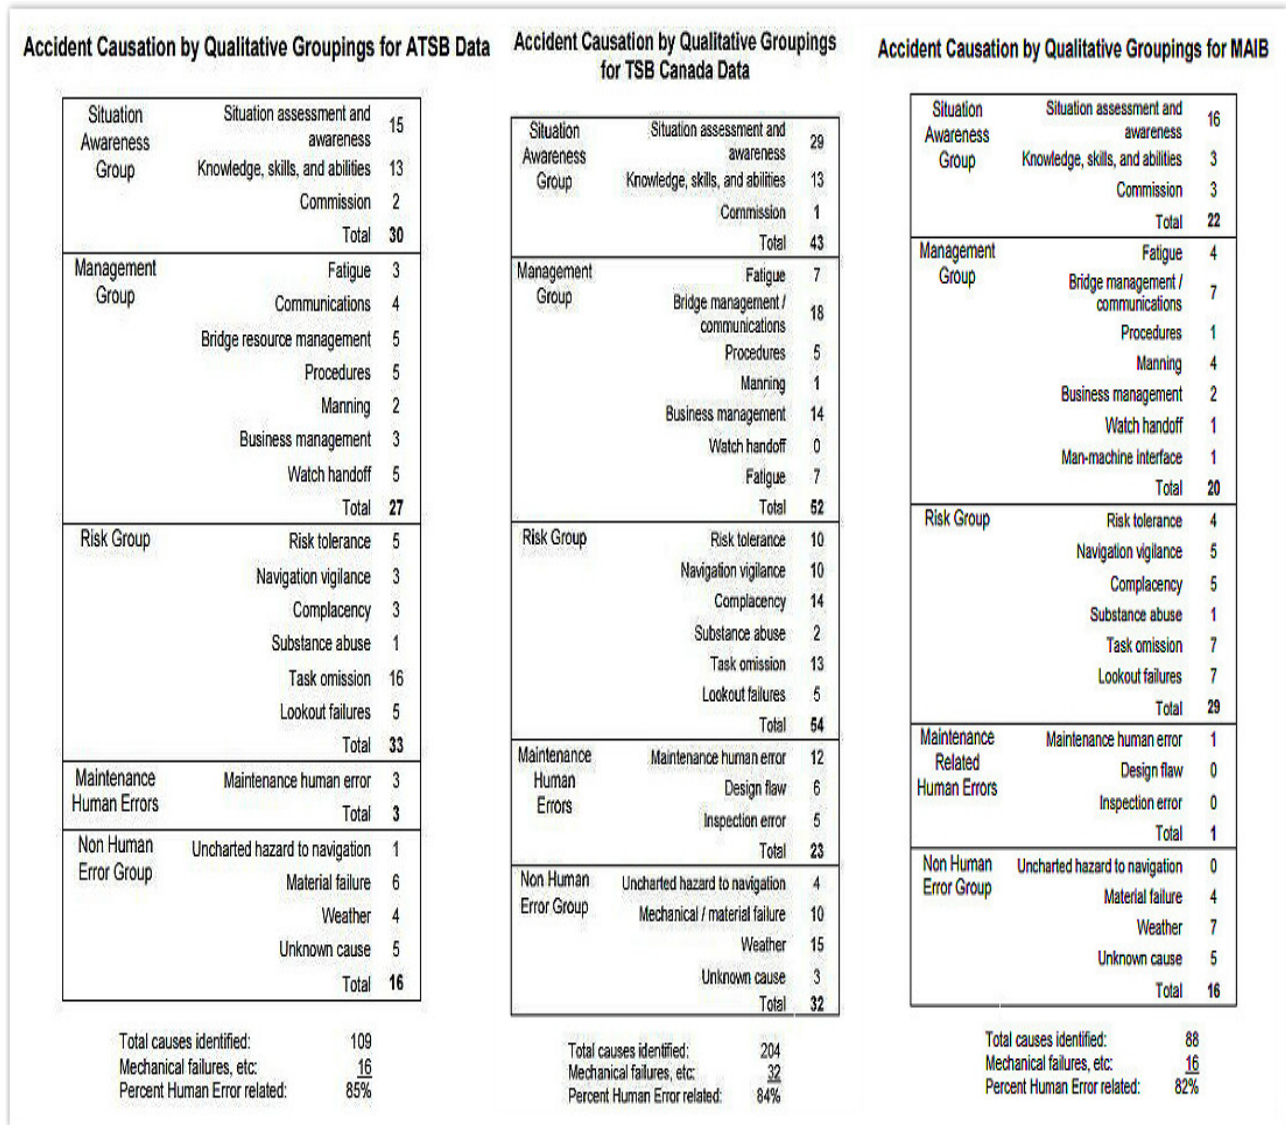 Accident Causation by Qualitative Groupings for ATSB Data
Situation Awareness Group
Situation assessment and awareness 15
Knowledge, skills, and abilities 13
Commission 2
Total 30
Management Group
Fatigue 3
Communications 4
Bridge resource management 5
Procedures 5
Manning 2
Business management 3
Watch handoff 5
Total 27
Risk Group
Risk tolerance 5
Navigation vigilance 3
Complacency 3
Substance abuse 1
Task omission 16
Lookout failures 5
Total 33
Maintenance Human Errors
Maintenance human error 3
Total 3
Non Human Error Group
Uncharted hazard to navigation 1
Material failure 6
Weather 4
Unknown cause 5
Total 16
Total causes identified: 109
Mechanical failures, etc: 16
Percent Human Error related: 85%
Accident Causation by Qualitative Groupings
for TSB Canada Data
Situation Awareness Group
Situation assessment and awareness 29
Knowledge, skills, and abilities 13
Commission 1
Total 43
Management Group
Fatigue 7
Bridge management / communications 18
Procedures 5
Manning 1
Business management 14
Watch handoff 0
Fatigue 7
Total 52
Risk Group
Risk tolerance 10
Navigation vigilance 10
Complacency 14
Substance abuse 2
Task omission 13
Lookout failures 5
Total 54
Maintenance Human Errors
Maintenance human error 12
Design flaw 6
Inspection error 5
Total 23
Non Human Error Group
Uncharted hazard to navigation 4
Mechanical / material failure 10
Weather 15
Unknown cause 3
Total 32
Total causes identified: 204
Mechanical failures, etc: 32
Percent Human Error related: 84%
Accident Causation by Qualitative Groupings for MAIB
Situation Awareness Group
Situation assessment and awareness 16
Knowledge, skills, and abilities 3
Commission 3
Total 22
Management Group
Fatigue 4
Bridge management / communications 7
Procedures 1
Manning 4
Business management 2
Watch handoff 1
Man-machine interface 1
Total 20
Risk Group
Risk tolerance 4
Navigation vigilance 5
Complacency 5
Substance abuse 1
Task omission 7
Lookout failures 7
Total 29
Maintenance Related Human Errors
Maintenance human error 1
Design flaw 0
Inspection error 0
Total 1
Non Human Error Group
Uncharted hazard to navigation 0
Material failure 4
Weather 7
Unknown cause 5
Total 16
Total causes identified: 88
Mechanical failures, etc: 16
Percent Human Error related: 82%